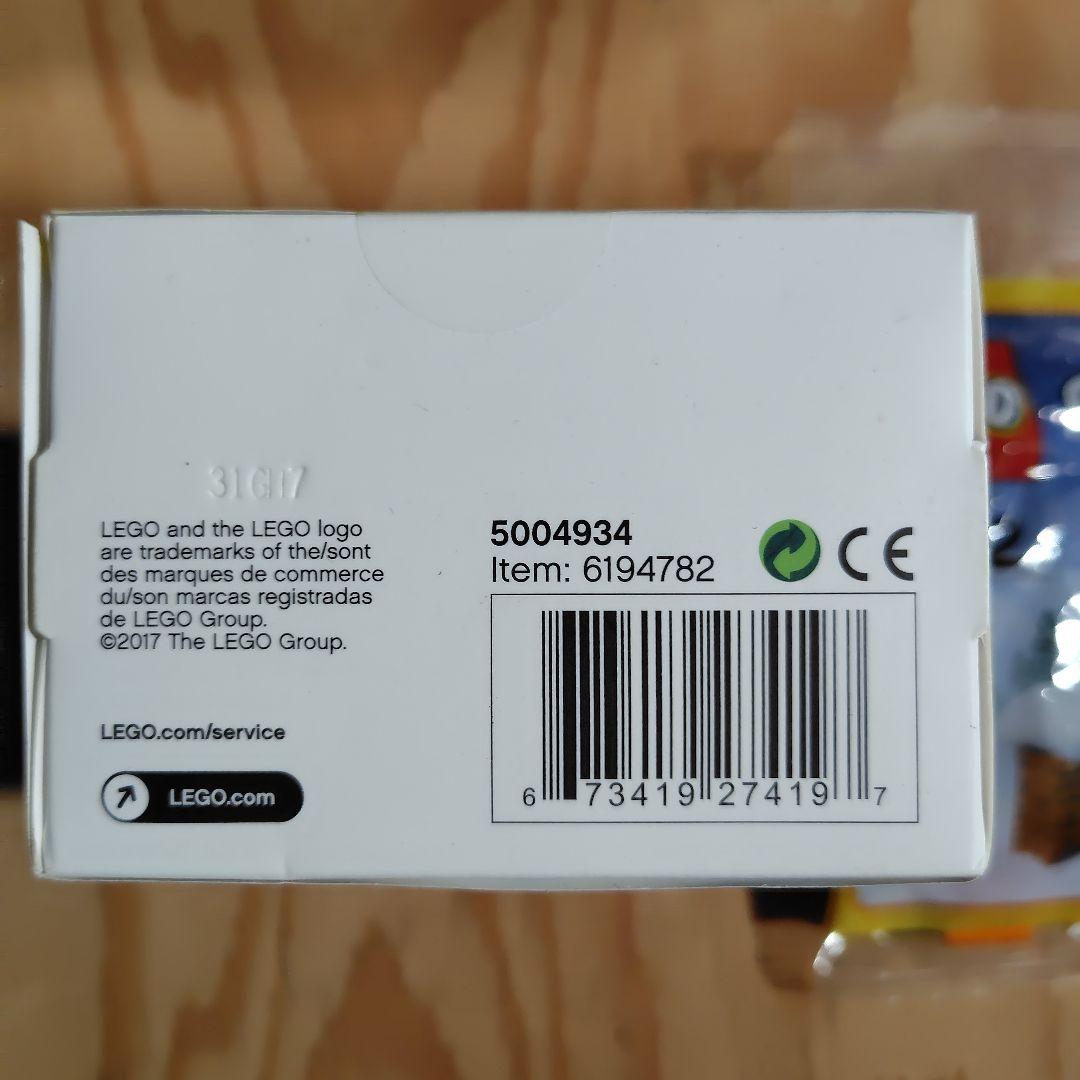 LEGO and the LEGO logo
are trademarks of the/sont
des marques de commerce
du/son marcas registradas
de LEGO Group.
©2017 The LEGO Group.
LEGO.com/service
LEGO.com
5004934
Item: 6194782
CE
6 73419 27419 7